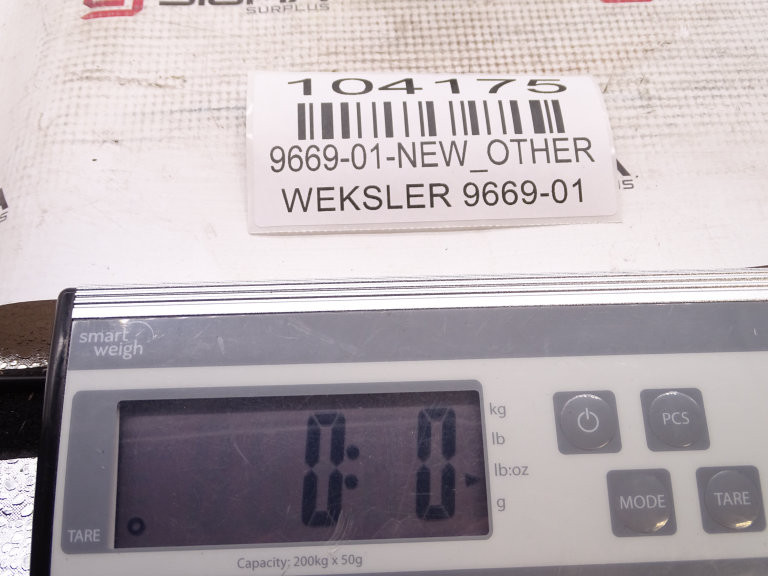 SURPLUS
104175
9669-01-NEW_OTHER
WEKSLER 9669-01
smart
weigh
0: 0
kg
lb
lb:oz
g
PCS
MODE
TARE
TARE
Capacity: 200kg x 50g